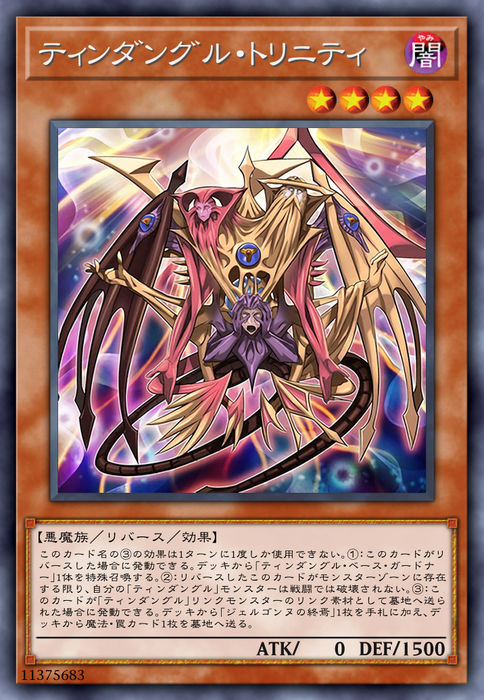 ティンダングル・トリニティ
やみ
闇
【悪魔族／リバース／効果】
このカード名の③の効果は1ターンに1度しか使用できない。①：このカードがリ
バースした場合に発動できる。デッキから「ティンダングル・ベース・ガードナ
ー」1体を特殊召喚する。②：リバースしたこのカードがモンスターゾーンに存在
する限り、自分の「ティンダングル」モンスターは戦闘では破壊されない。③：こ
のカードが「ティンダングル」リンクモンスターのリンク素材として墓地へ送ら
れた場合に発動できる。デッキから「ジェルゴンヌの終焉」1枚を手札に加え、デ
ッキから魔法・罠カード1枚を墓地へ送る。
ATK/ 0 DEF/1500
11375683